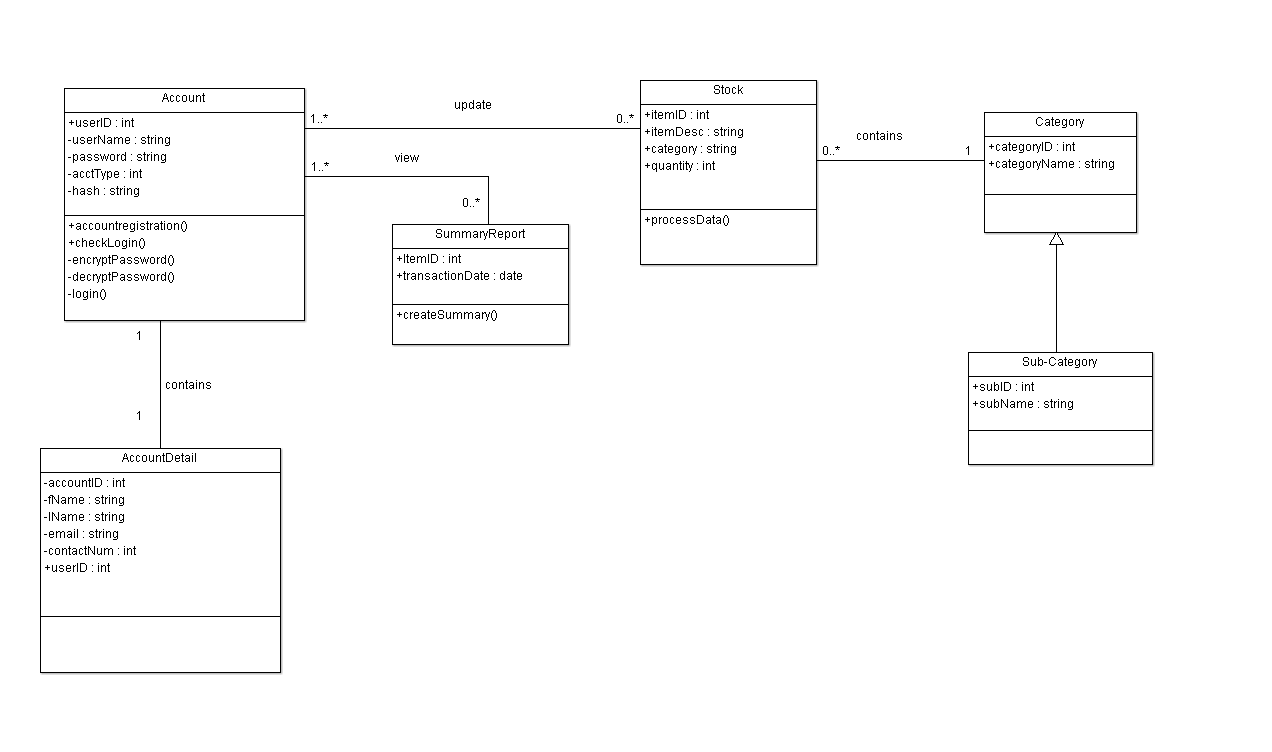 Account
+userID : int
-userName : string
-password : string
-acctType : int
-hash : string
+accountregistration()
+checkLogin()
-encryptPassword()
-decryptPassword()
-login()
1..*
update
0..*
1..*
view
0..*
Stock
+itemID : int
+itemDesc : string
+category : string
+quantity : int
+processData()
0..*
contains
1
Category
+categoryID : int
+categoryName : string
SummaryReport
+ItemID : int
+transactionDate : date
+createSummary()
Sub-Category
+subID : int
+subName : string
1
contains
1
AccountDetail
-accountID : int
-fName : string
-lName : string
-email : string
-contactNum : int
+userID : int